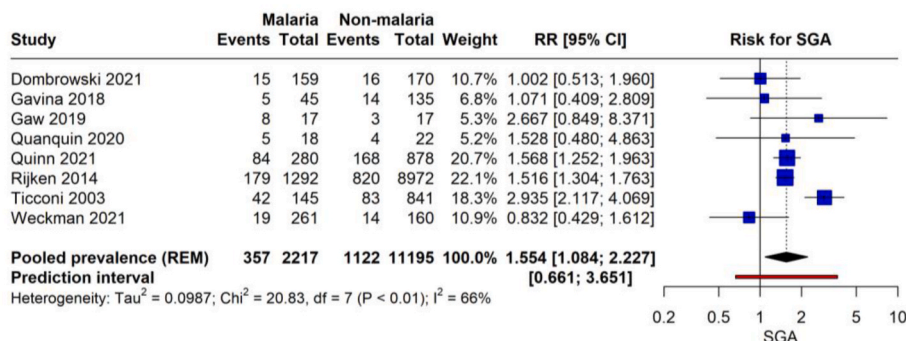 Malaria Non-malaria
Study Events Total Events Total Weight RR [95% CI] Risk for SGA
Dombrowski 2021 15 159 16 170 10.7% 1.002 [0.513; 1.960]
Gavina 2018 5 45 14 135 6.8% 1.071 [0.409; 2.809]
Gaw 2019 8 17 3 17 5.3% 2.667 [0.849; 8.371]
Quanquin 2020 5 18 4 22 5.2% 1.528 [0.480; 4.863]
Quinn 2021 84 280 168 878 20.7% 1.568 [1.252; 1.963]
Rijken 2014 179 1292 820 8972 22.1% 1.516 [1.304; 1.763]
Ticconi 2003 42 145 83 841 18.3% 2.935 [2.117; 4.069]
Weckman 2021 19 261 14 160 10.9% 0.832 [0.429; 1.612]
Pooled prevalence (REM) 357 2217 1122 11195 100.0% 1.554 [1.084; 2.227]
Prediction interval [0.661; 3.651]
Heterogeneity: Tau² = 0.0987; Chi² = 20.83, df = 7 (P < 0.01); I² = 66%
0.2 0.5 1 2 5 10
SGA